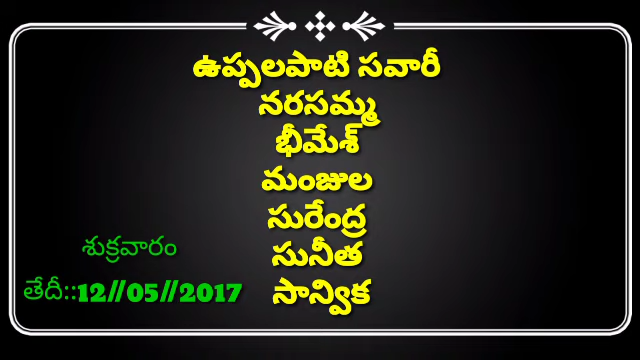 ఉప్పలపాటి సవారీ
నరసమ్మ
భీమేశ్
మంజుల
సురేంద్ర
సునీత
సాన్విక
శుక్రవారం
తేదీ::12//05//2017